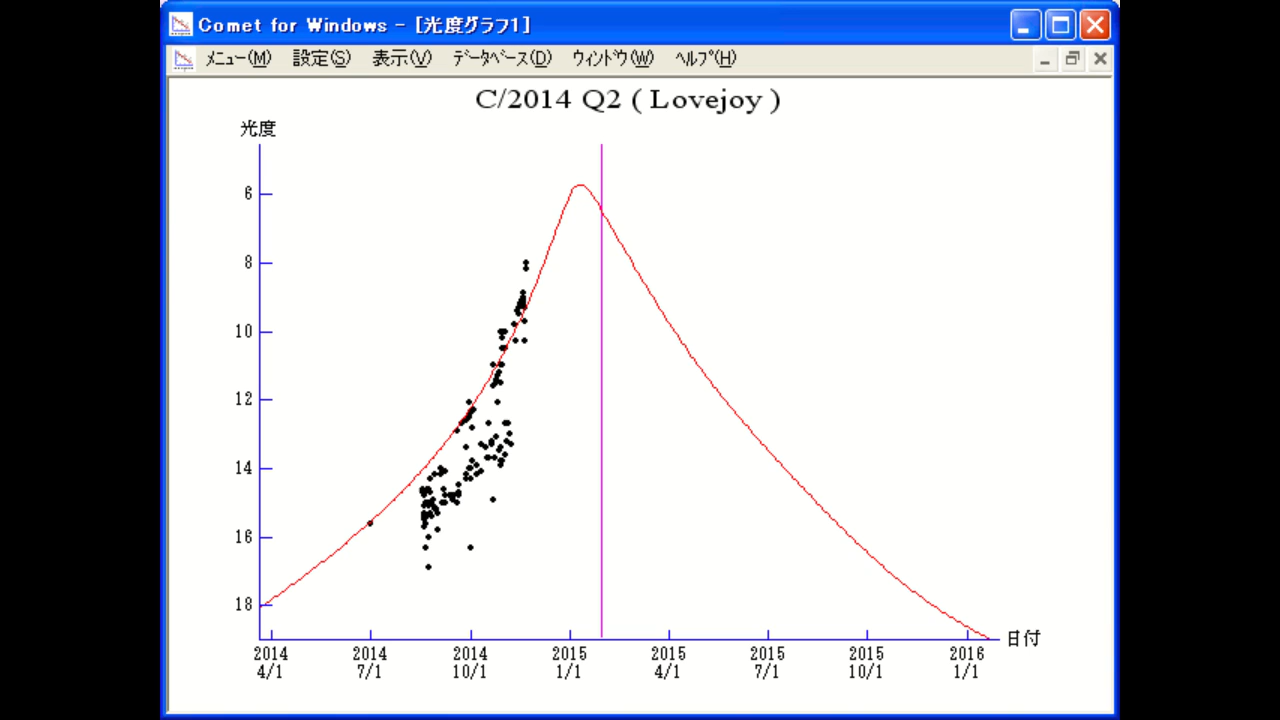 Comet for Windows - [光度グラフ1]
ﾒﾆｭｰ(M) 設定(S) 表示(V) ﾃﾞｰﾀﾍﾞｰｽ(D) ｳｨﾝﾄﾞｳ(W) ﾍﾙﾌﾟ(H)
C/2014 Q2 ( Lovejoy )
光度
6
8
10
12
14
16
18
日付
2014 2014 2014 2015 2015 2015 2015 2016
4/1 7/1 10/1 1/1 4/1 7/1 10/1 1/1